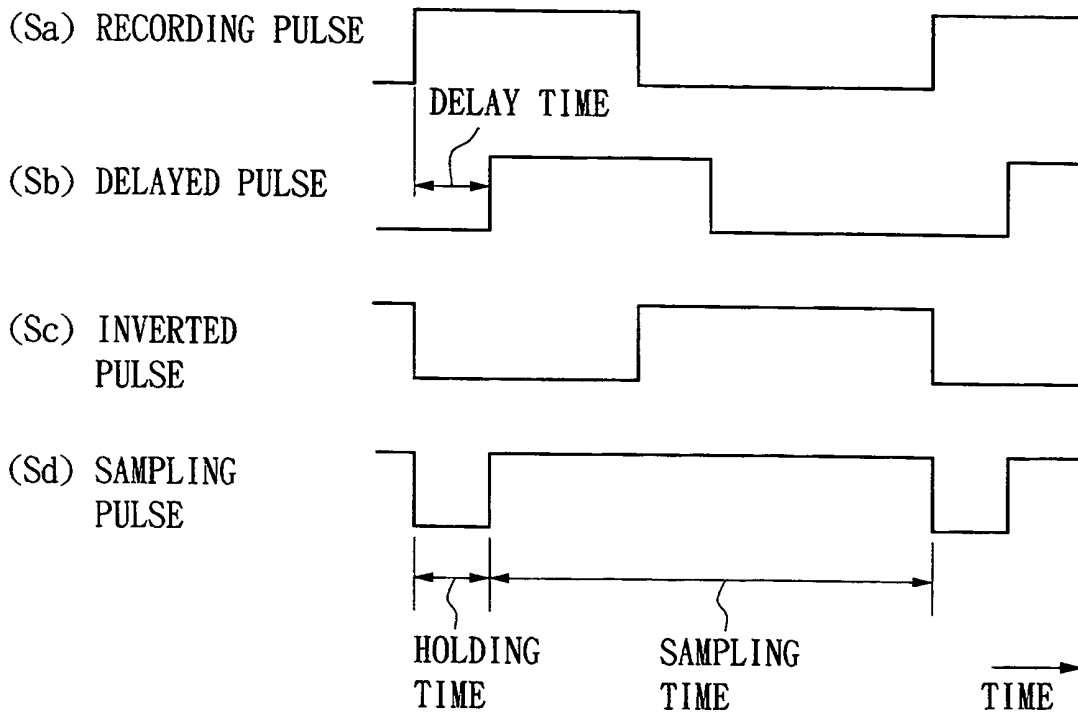 (Sa) RECORDING PULSE
DELAY TIME
(Sb) DELAYED PULSE
(Sc) INVERTED
PULSE
(Sd) SAMPLING
PULSE
HOLDING
TIME
SAMPLING
TIME
TIME